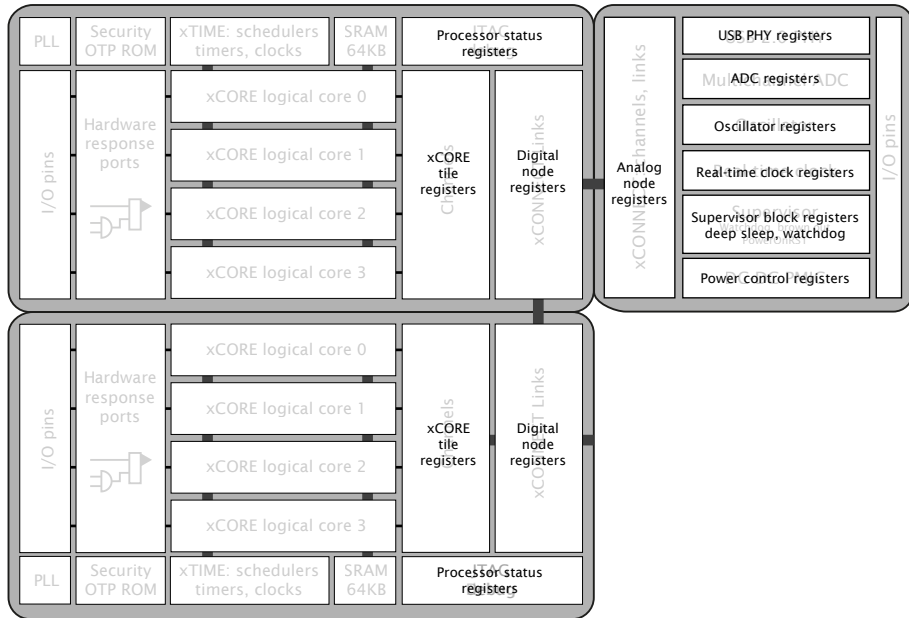 PLL
Security
OTP ROM
xTIME: schedulers
timers, clocks
SRAM
64KB
JTAG
Processor status
registers
I/O pins
Hardware
response
ports
xCORE logical core 0
xCORE logical core 1
xCORE logical core 2
xCORE logical core 3
xCORE
tile
registers
Digital
node
registers
Analog
node
registers
xCONNECT Channels, links
USB PHY registers
ADC registers
Oscillator registers
Real-time clock registers
Supervisor
Supervisor block registers
deep sleep, watchdog
PowerOnRST
Power control registers
I/O pins
I/O pins
Hardware
response
ports
xCORE logical core 0
xCORE logical core 1
xCORE logical core 2
xCORE logical core 3
Channels
xCORE
tile
registers
Digital
node
registers
PLL
Security
OTP ROM
xTIME: schedulers
timers, clocks
SRAM
64KB
JTAG
Processor status
registers